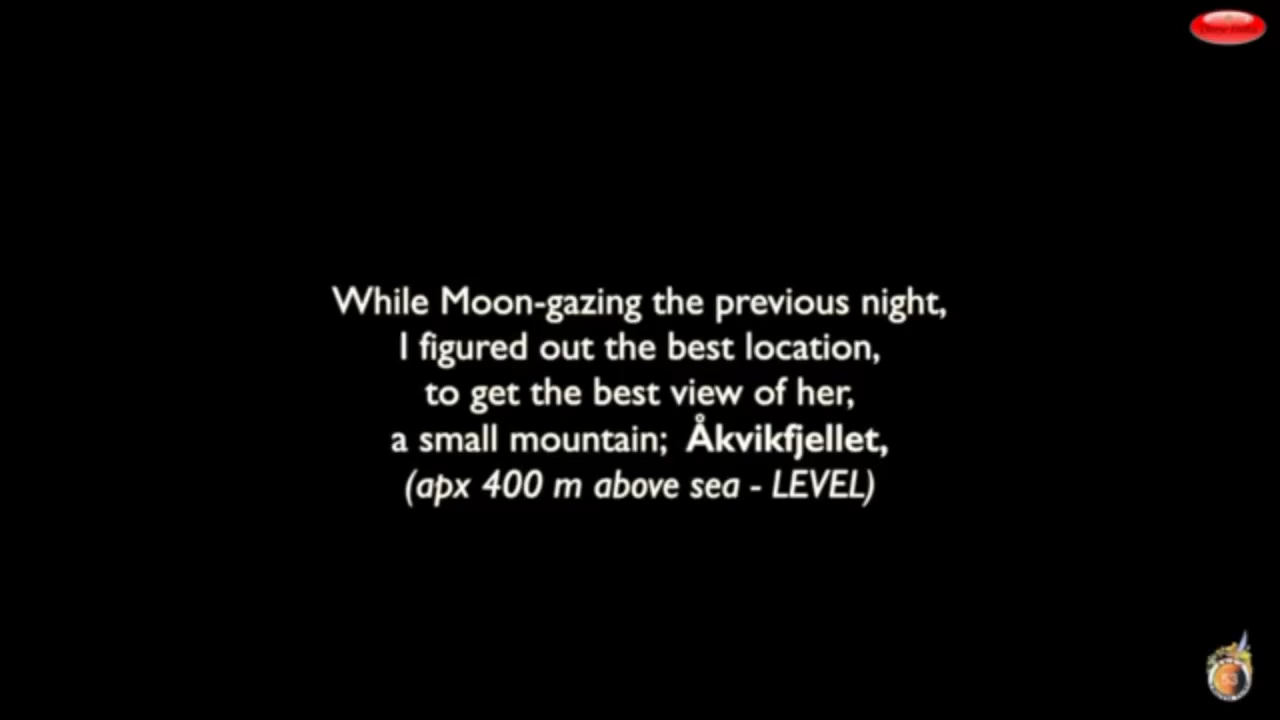 While Moon-gazing the previous night,
I figured out the best location,
to get the best view of her,
a small mountain; Åkvikfjellet,
(apx 400 m above sea - LEVEL)